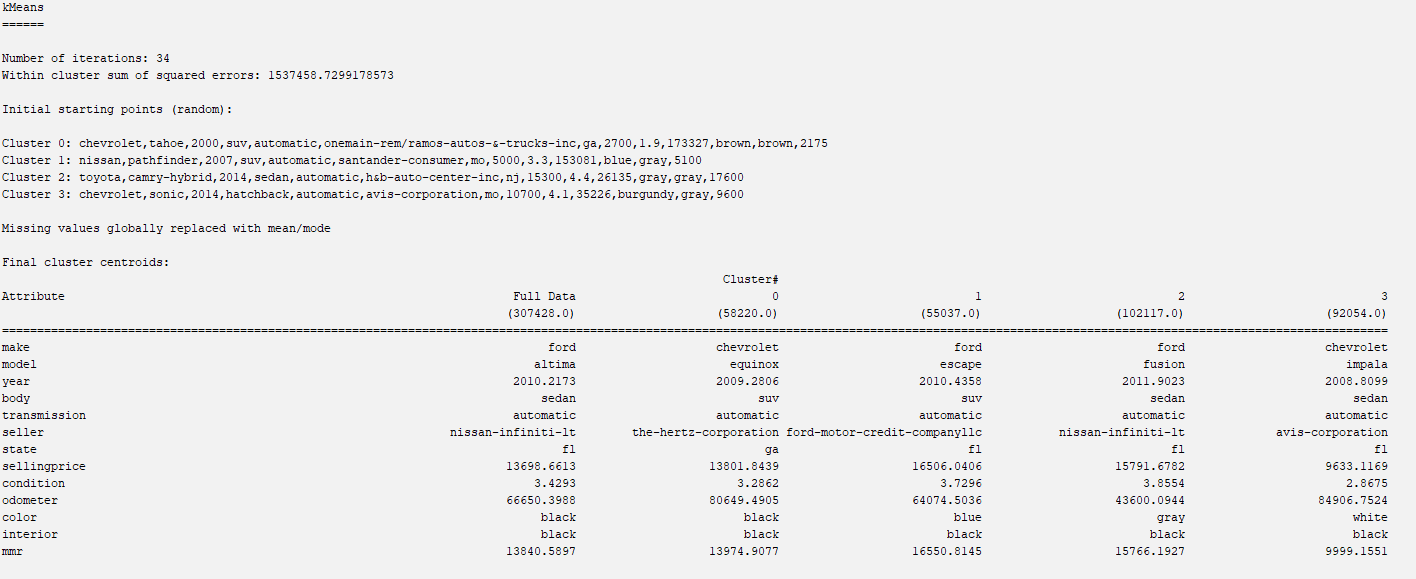 kMeans
======
Number of iterations: 34
Within cluster sum of squared errors: 1537458.7299178573
Initial starting points (random):
Cluster 0: chevrolet,tahoe,2000,suv,automatic,onemain-rem/ramos-autos-&-trucks-inc,ga,2700,1.9,173327,brown,brown,2175
Cluster 1: nissan,pathfinder,2007,suv,automatic,santander-consumer,mo,5000,3.3,153081,blue,gray,5100
Cluster 2: toyota,camry-hybrid,2014,sedan,automatic,h&b-auto-center-inc,nj,15300,4.4,26135,gray,gray,17600
Cluster 3: chevrolet,sonic,2014,hatchback,automatic,avis-corporation,mo,10700,4.1,35226,burgundy,gray,9600
Missing values globally replaced with mean/mode
Final cluster centroids:
Cluster#
Attribute Full Data 0 1 2 3
(307428.0) (58220.0) (55037.0) (102117.0) (92054.0)
make ford chevrolet ford ford chevrolet
model altima equinox escape fusion impala
year 2010.2173 2009.2806 2010.4358 2011.9023 2008.8099
body sedan suv suv sedan sedan
transmission automatic automatic automatic automatic automatic
seller nissan-infiniti-lt the-hertz-corporation ford-motor-credit-companyllc nissan-infiniti-lt avis-corporation
state fl ga fl fl fl
sellingprice 13698.6613 13801.8439 16506.0406 15791.6782 9633.1169
condition 3.4293 3.2862 3.7296 3.8554 2.8675
odometer 66650.3988 80649.4905 64074.5036 43600.0944 84906.7524
color black black blue gray white
interior black black black black black
mmr 13840.5897 13974.9077 16550.8145 15766.1927 9999.1551